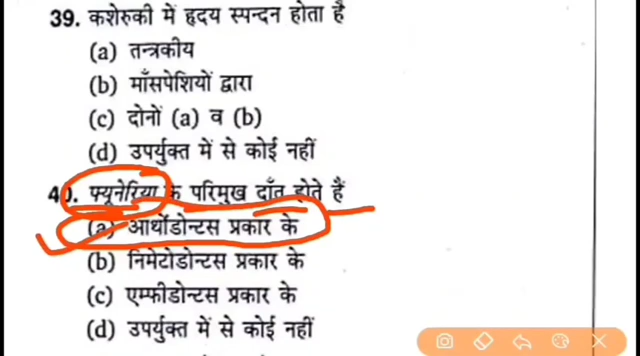 39. कशेरुकी में हृदय स्पन्दन होता है
(a) तन्त्रकीय
(b) माँसपेशियों द्वारा
(c) दोनों (a) व (b)
(d) उपर्युक्त में से कोई नहीं
40. फ्यूनेरिया के परिमुख दाँत होते हैं
(a) आर्थोडोन्टस प्रकार के
(b) निमेटोडोन्टस प्रकार के
(c) एम्फीडोन्टस प्रकार के
(d) उपर्युक्त में से कोई नहीं